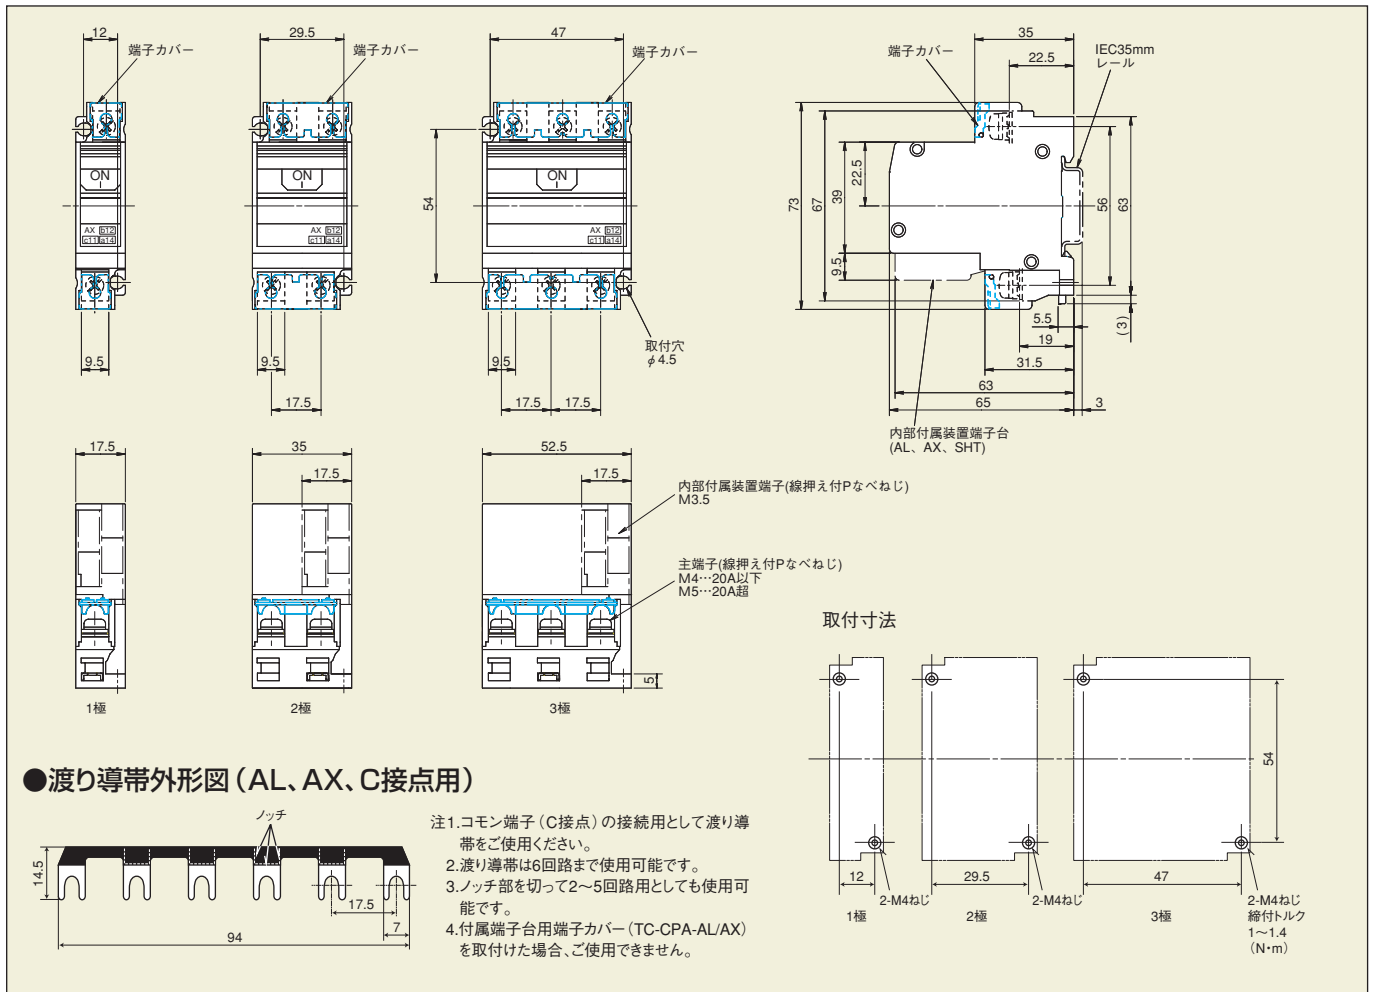 12
端子カバー
29.5
端子カバー
47
端子カバー
35
端子カバー
22.5
IEC35mm
レール
ON
ON
ON
54
AX b12
c11 a14
AX b12
c11 a14
AX b12
c11 a14
73
67
39
22.5
9.5
56
63
(3)
5.5
19
31.5
63
65
3
取付穴
φ4.5
9.5
9.5
17.5
9.5
17.5
17.5
内部付属装置端子台
(AL、AX、SHT)
17.5
35
17.5
52.5
17.5
内部付属装置端子(線押え付Pなべねじ)
M3.5
主端子(線押え付Pなべねじ)
M4…20A以下
M5…20A超
5
1極
2極
3極
取付寸法
54
12
29.5
47
2-M4ねじ
2-M4ねじ
2-M4ねじ
締付トルク
1〜1.4
(N・m)
1極
2極
3極
●渡り導帯外形図(AL、AX、C接点用)
ノッチ
14.5
17.5
7
94
注1.コモン端子(C接点)の接続用として渡り導
帯をご使用ください。
2.渡り導帯は6回路まで使用可能です。
3.ノッチ部を切って2〜5回路用としても使用可
能です。
4.付属端子台用端子カバー(TC-CPA-AL/AX)
を取付けた場合、ご使用できません。